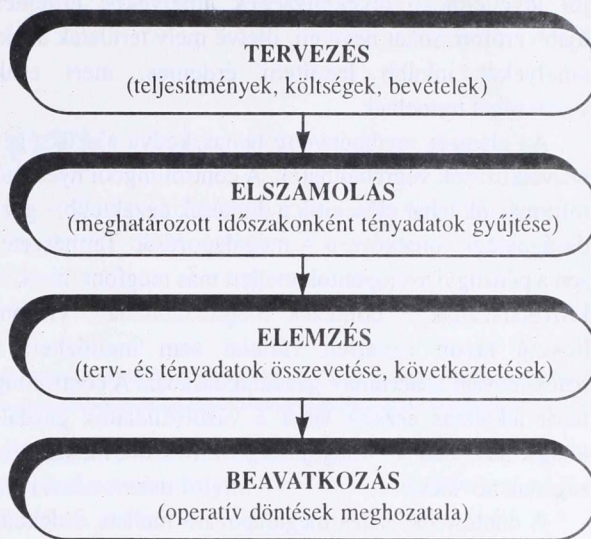 TERVEZÉS
(teljesítmények, költségek, bevételek)
ELSZÁMOLÁS
(meghatározott időszakonként tényadatok gyűjtése)
ELEMZÉS
(terv- és tényadatok összevetése, következtetések)
BEAVATKOZÁS
(operatív döntések meghozatala)